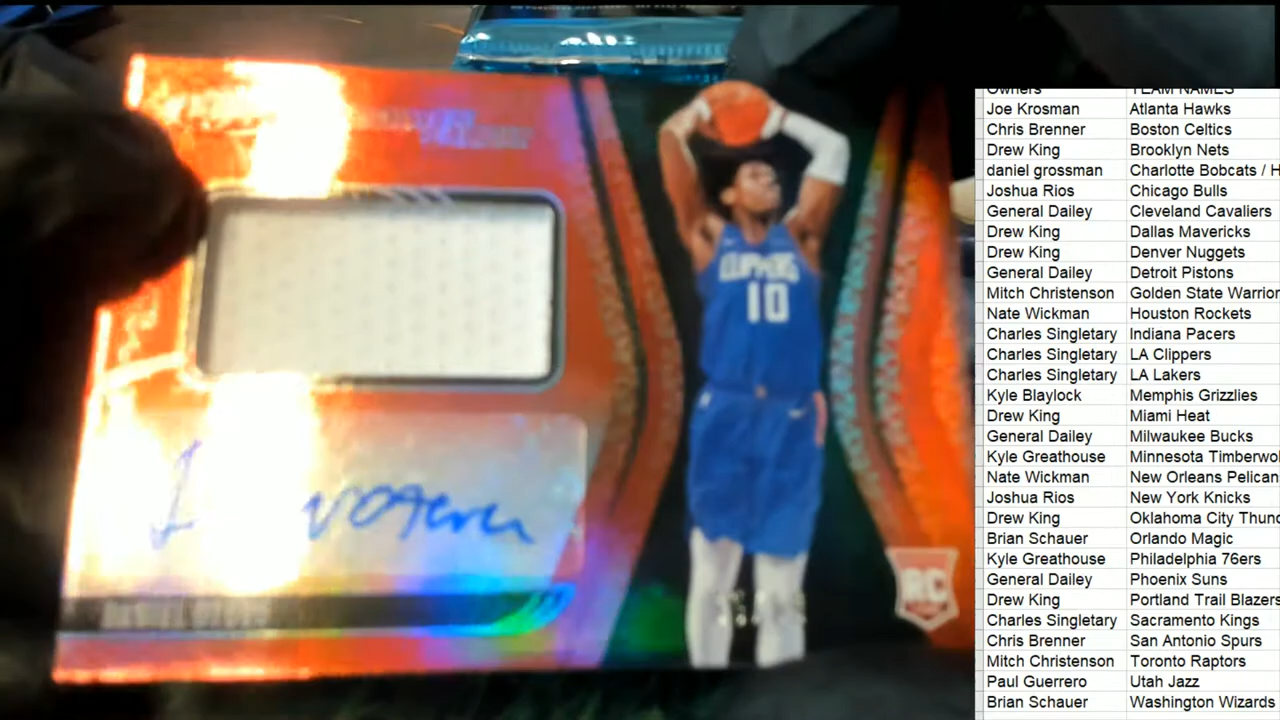 Owners TEAM NAMES
Joe Krosman Atlanta Hawks
Chris Brenner Boston Celtics
Drew King Brooklyn Nets
daniel grossman Charlotte Bobcats / H
Joshua Rios Chicago Bulls
General Dailey Cleveland Cavaliers
Drew King Dallas Mavericks
Drew King Denver Nuggets
General Dailey Detroit Pistons
Mitch Christenson Golden State Warrior
Nate Wickman Houston Rockets
Charles Singletary Indiana Pacers
Charles Singletary LA Clippers
Charles Singletary LA Lakers
Kyle Blaylock Memphis Grizzlies
Drew King Miami Heat
General Dailey Milwaukee Bucks
Kyle Greathouse Minnesota Timberwol
Nate Wickman New Orleans Pelican
Joshua Rios New York Knicks
Drew King Oklahoma City Thund
Brian Schauer Orlando Magic
Kyle Greathouse Philadelphia 76ers
General Dailey Phoenix Suns
Drew King Portland Trail Blazers
Charles Singletary Sacramento Kings
Chris Brenner San Antonio Spurs
Mitch Christenson Toronto Raptors
Paul Guerrero Utah Jazz
Brian Schauer Washington Wizards
CLIPPERS
10
RC